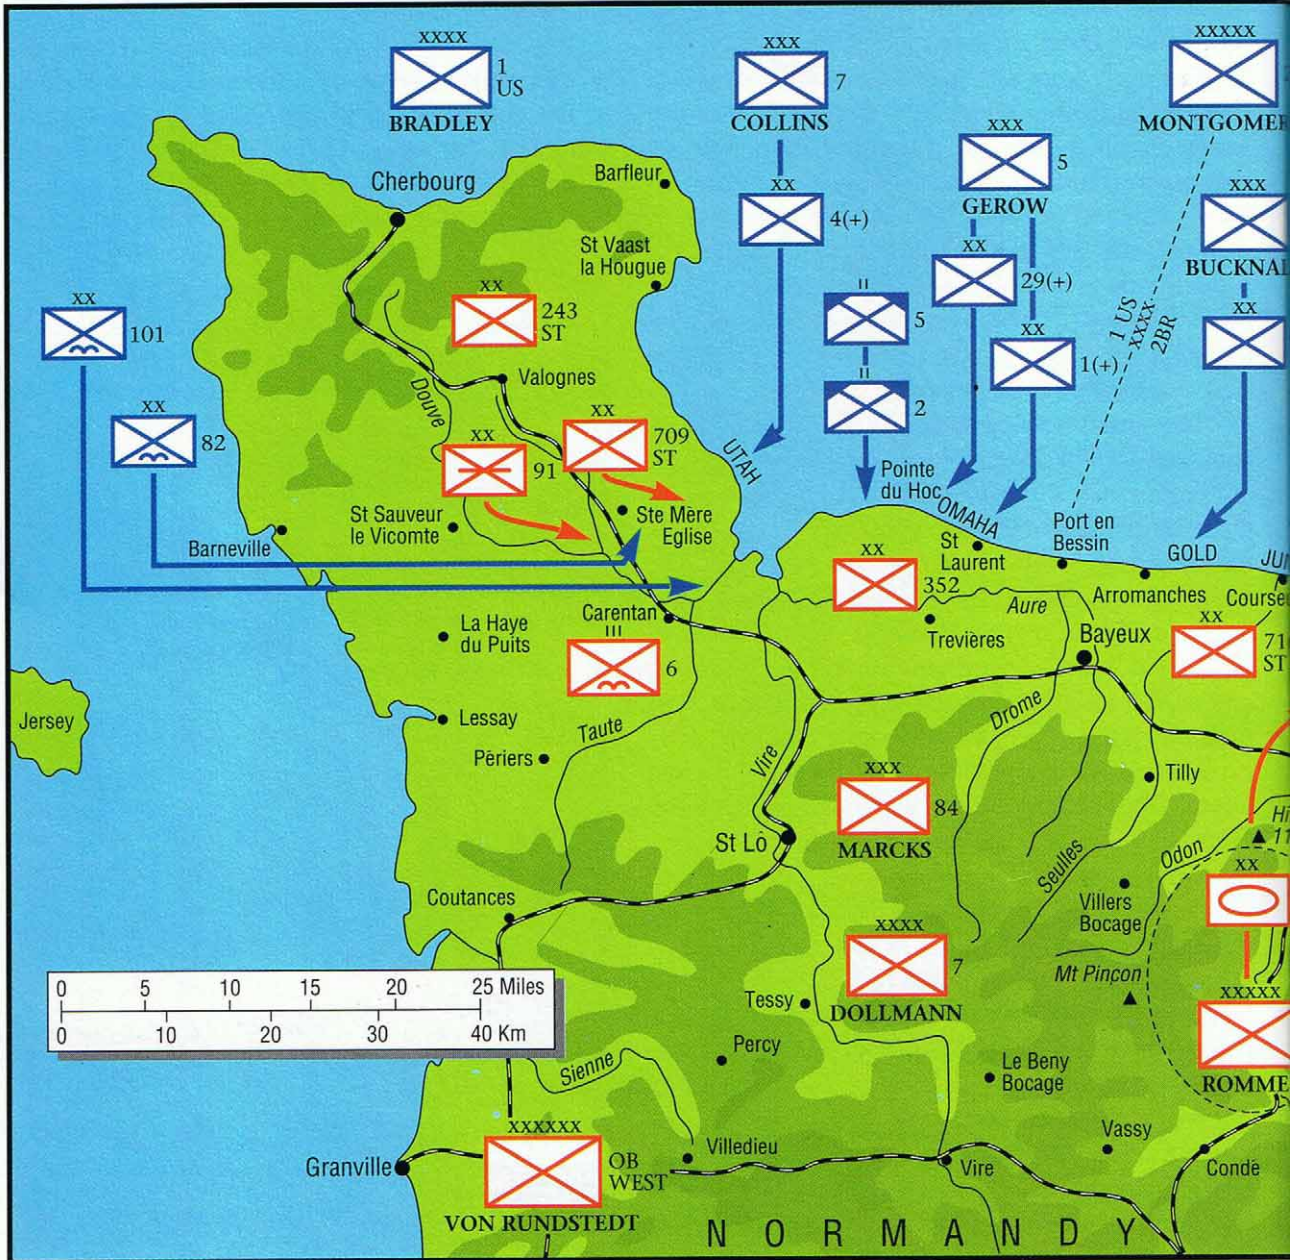 XXXX
1
US
BRADLEY
XXX
7
COLLINS
XXXXX
MONTGOMER
XXX
5
GEROW
XX
4(+)
XXX
BUCKNAL
XX
29(+)
XX
1(+)
XX
II
5
II
2
1 US
XXXX
2BR
Cherbourg
Barfleur
St Vaast
la Hougue
XX
243
ST
XX
101
XX
82
Valognes
Douve
XX
709
ST
XX
91
UTAH
Pointe
du Hoc
OMAHA
St
Laurent
Port en
Bessin
GOLD
JU
Barneville
St Sauveur
le Vicomte
Ste Mère
Eglise
XX
352
Arromanches
Courseu
Aure
Carentan
Trevières
Bayeux
XX
71
ST
III
6
La Haye
du Puits
Jersey
Lessay
Taute
Pèriers
Vire
Drome
Tilly
XXX
84
MARCKS
St Lô
Seulles
Odon
Hi
11
XX
Coutances
Villers
Bocage
XXXX
7
DOLLMANN
Mt Pinçon
XXXXX
ROMME
0 5 10 15 20 25 Miles
0 10 20 30 40 Km
Tessy
Percy
Sienne
Le Beny
Bocage
XXXXXX
OB
WEST
VON RUNDSTEDT
Granville
Villedieu
Vire
Vassy
Condé
NORMANDY